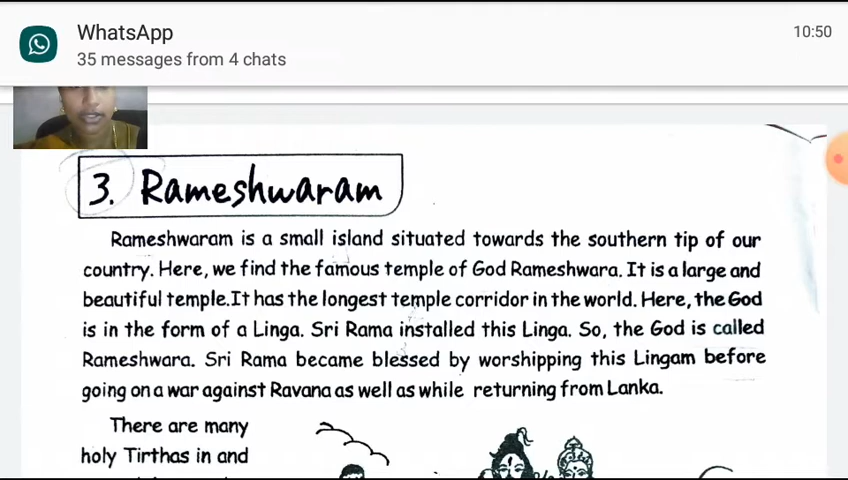 WhatsApp
10:50
35 messages from 4 chats
3. Rameshwaram
Rameshwaram is a small island situated towards the southern tip of our
country. Here, we find the famous temple of God Rameshwara. It is a large and
beautiful temple.It has the longest temple corridor in the world. Here, the God
is in the form of a Linga. Sri Rama installed this Linga. So, the God is called
Rameshwara. Sri Rama became blessed by worshipping this Lingam before
going on a war against Ravana as well as while returning from Lanka.
There are many
holy Tirthas in and